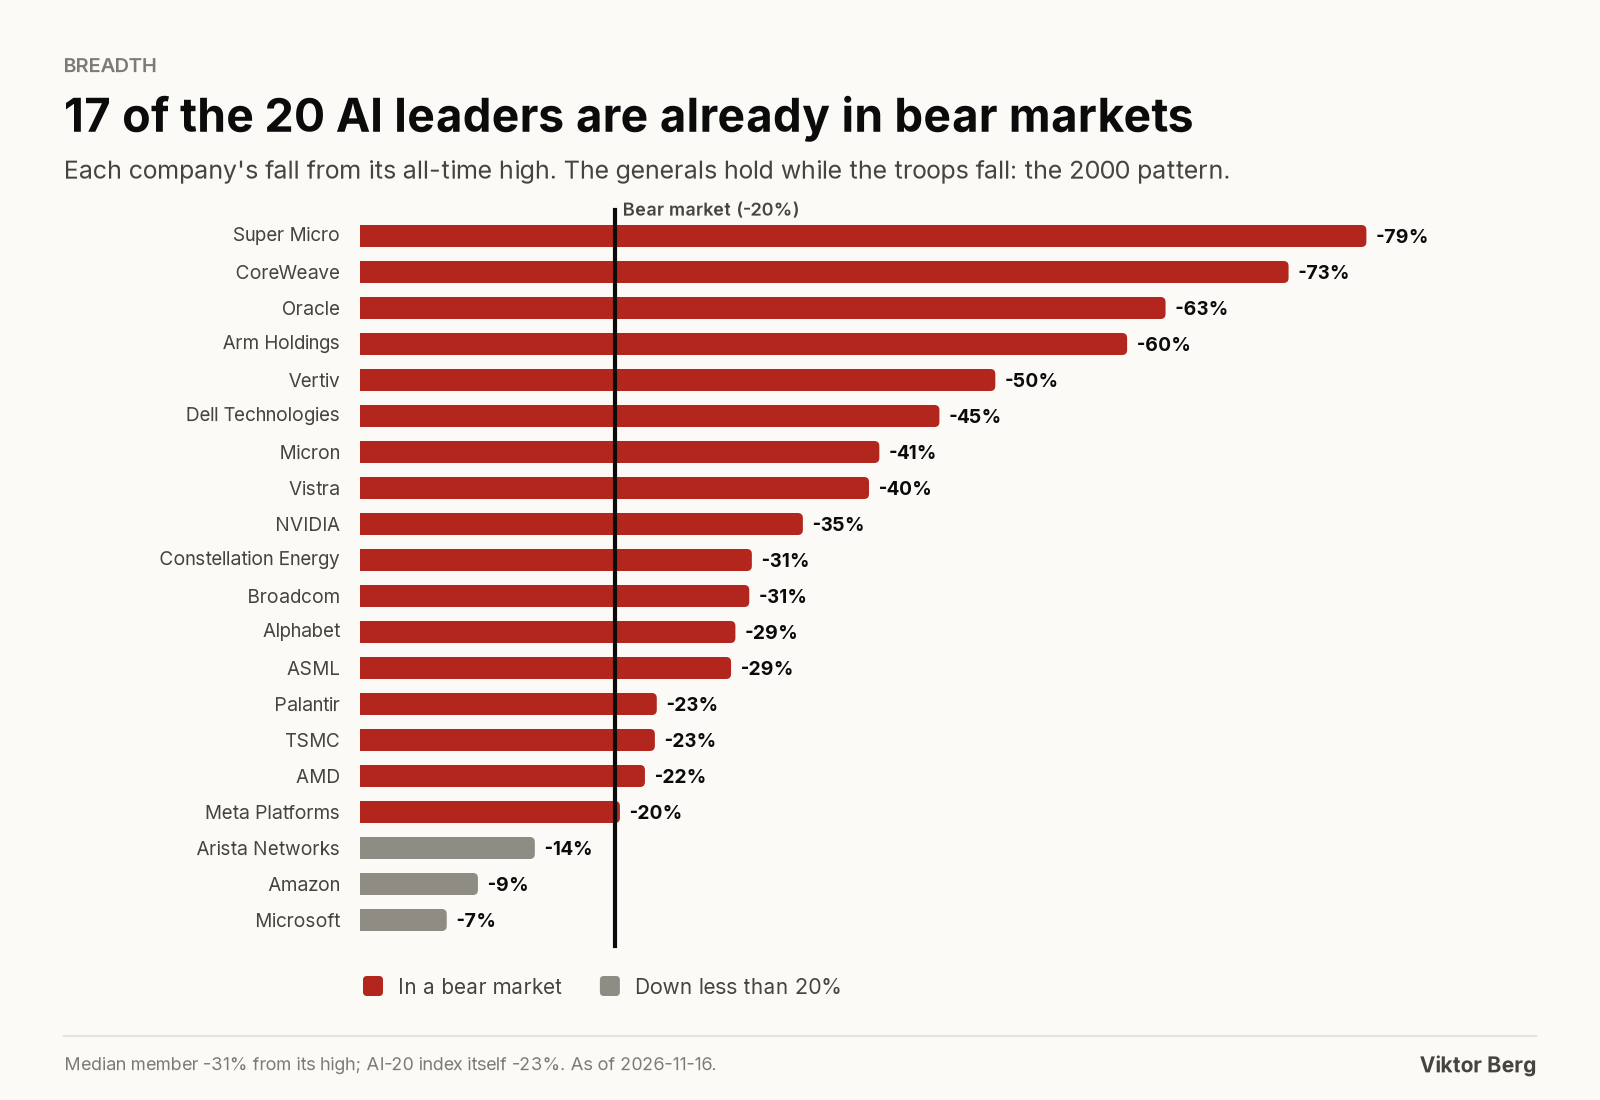 BREADTH
17 of the 20 AI leaders are already in bear markets
Each company's fall from its all-time high. The generals hold while the troops fall: the 2000 pattern.
Bear market (-20%)
Super Micro -79%
CoreWeave -73%
Oracle -63%
Arm Holdings -60%
Vertiv -50%
Dell Technologies -45%
Micron -41%
Vistra -40%
NVIDIA -35%
Constellation Energy -31%
Broadcom -31%
Alphabet -29%
ASML -29%
Palantir -23%
TSMC -23%
AMD -22%
Meta Platforms -20%
Arista Networks -14%
Amazon -9%
Microsoft -7%
In a bear market Down less than 20%
Median member -31% from its high; AI-20 index itself -23%. As of 2026-11-16. Viktor Berg